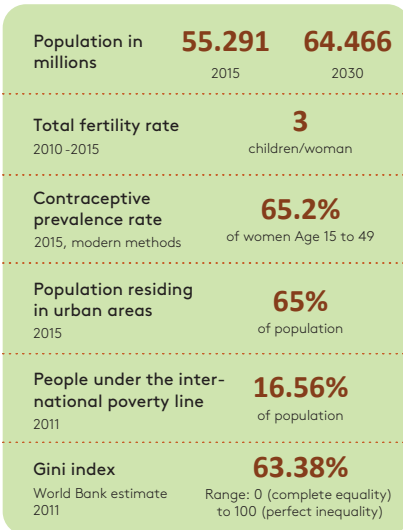 Population in
millions
55.291
2015
64.466
2030
Total fertility rate
2010-2015
3
children/woman
Contraceptive
prevalence rate
2015, modern methods
65.2%
of women Age 15 to 49
Population residing
in urban areas
2015
65%
of population
People under the inter-
national poverty line
2011
16.56%
of population
Gini index
World Bank estimate
2011
63.38%
Range: 0 (complete equality)
to 100 (perfect inequality)